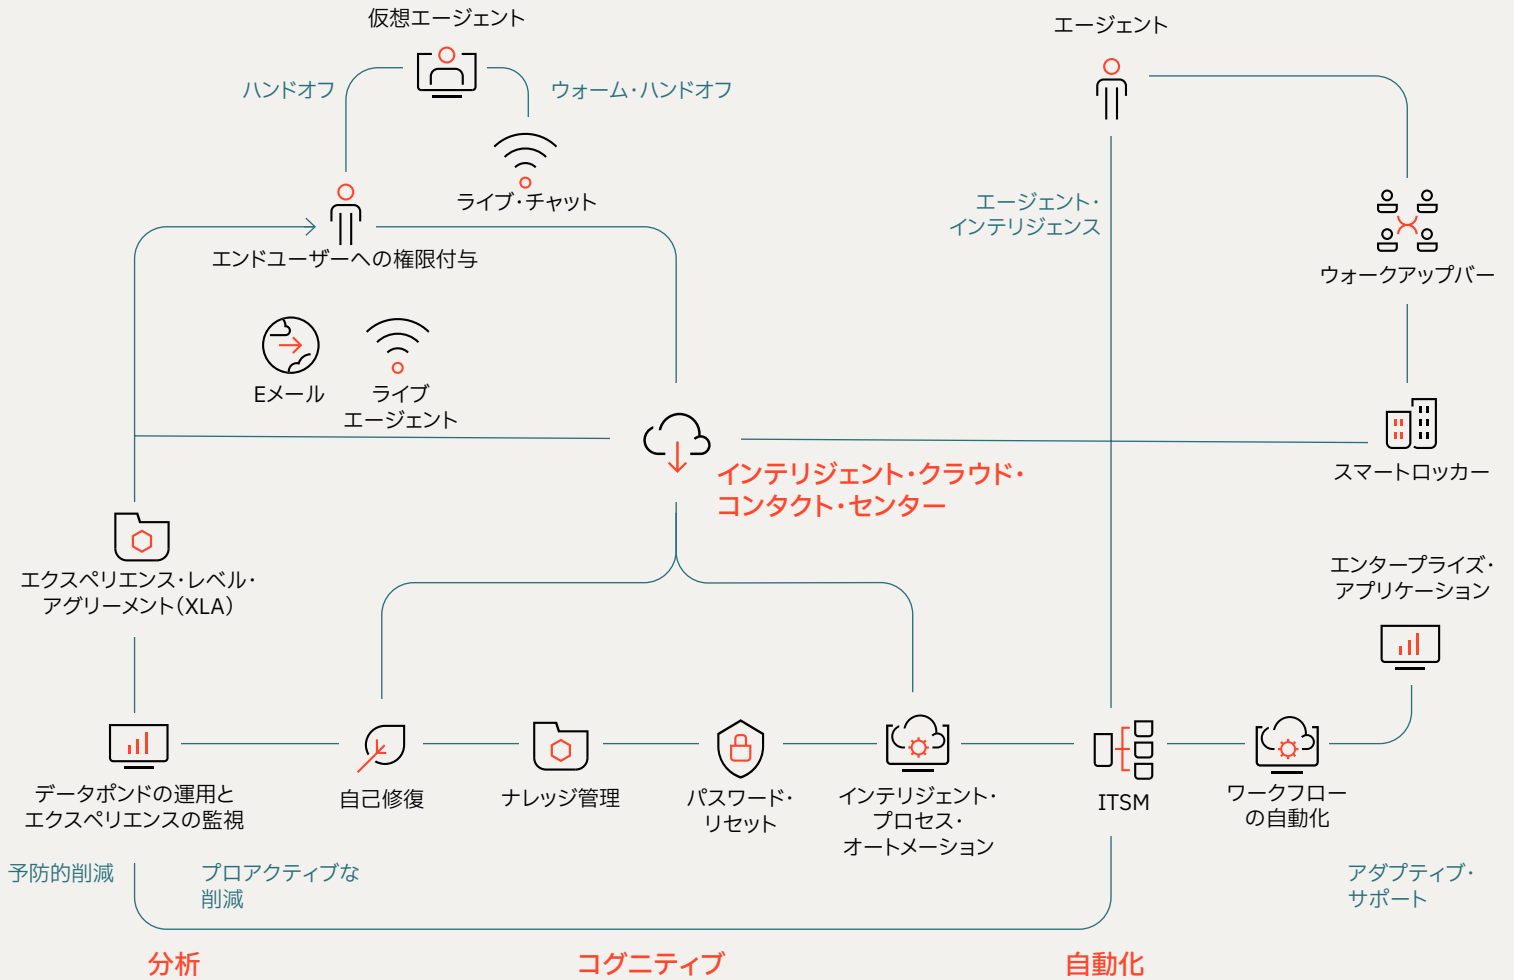 仮想エージェント
エージェント
ハンドオフ
ウォーム・ハンドオフ
ライブ・チャット
エージェント・
インテリジェンス
エンドユーザーへの権限付与
ウォークアップバー
Eメール
ライブ
エージェント
インテリジェント・クラウド・
コンタクト・センター
スマートロッカー
エクスペリエンス・レベル・
アグリーメント（XLA）
エンタープライズ・
アプリケーション
データポンドの運用と
エクスペリエンスの監視
自己修復
ナレッジ管理
パスワード・
リセット
インテリジェント・
プロセス・
オートメーション
ITSM
ワークフロー
の自動化
予防的削減
プロアクティブな
削減
アダプティブ・
サポート
分析
コグニティブ
自動化